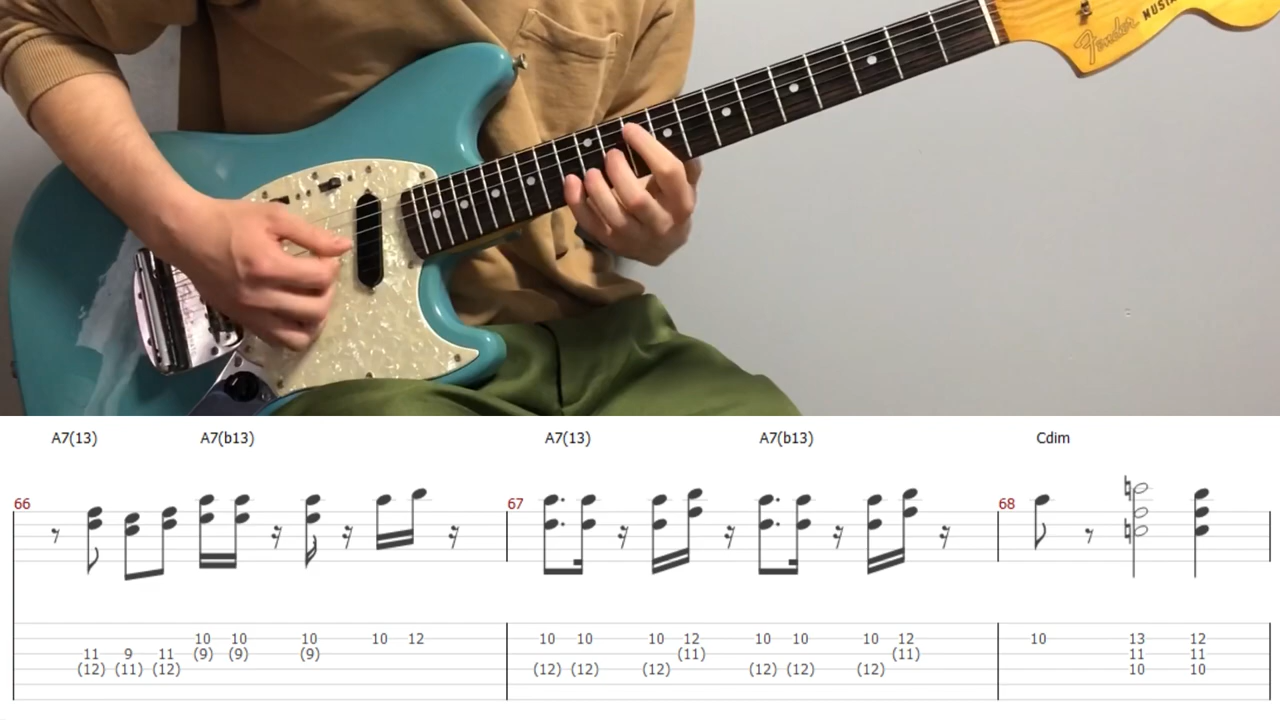 Fender MUSTA
A7(13) A7(b13) A7(13) A7(b13) Cdim
66 67 68
10 10 10 10 12 10 10 10 12 10 10 10 12 10 13 12
11 9 11 (9) (9) (9) (11) (11) 11 11
(12) (11) (12) (12) (12) (12) (12) (12) (12) 10 10